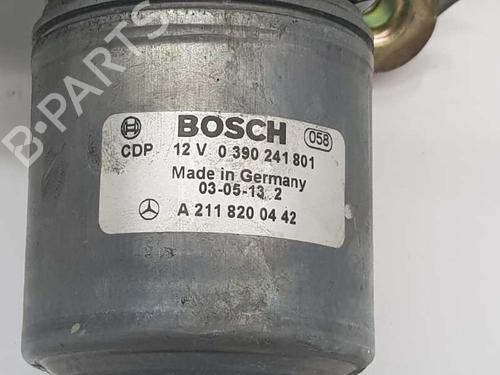 B-PARTS
BOSCH 058
CDP 12 V 0 390 241 801
Made in Germany
03-05-13 2
A 211 820 04 42